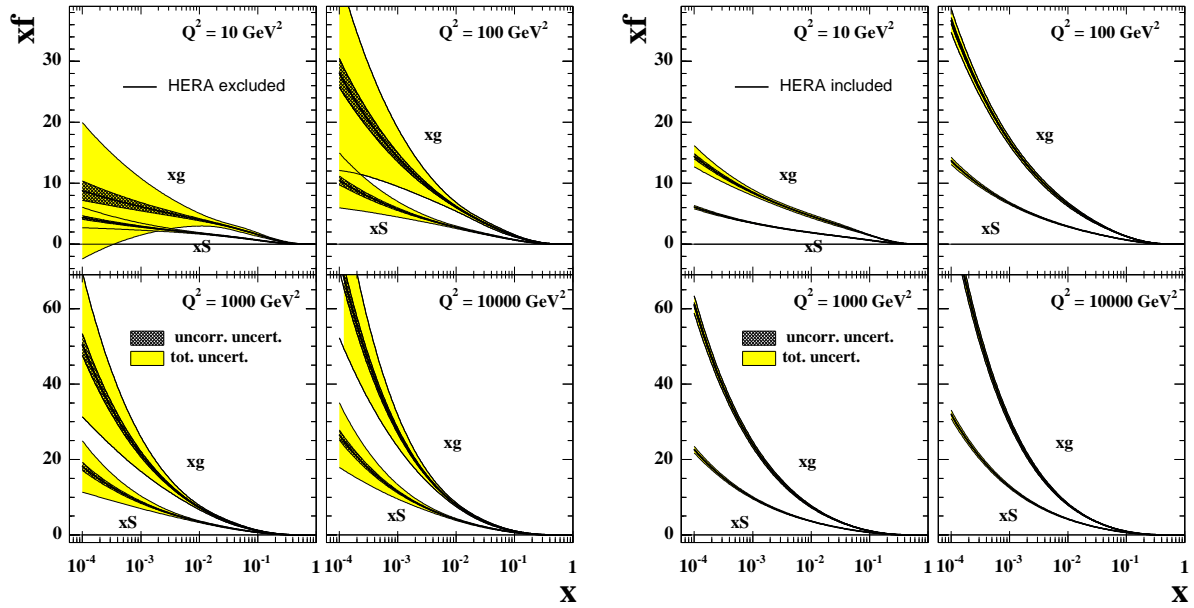 xf
Q² = 10 GeV²
Q² = 100 GeV²
30
HERA excluded
20
xg
xg
10
xS
0
xS
Q² = 1000 GeV²
Q² = 10000 GeV²
60
uncorr. uncert.
tot. uncert.
40
20
xg
xg
xS
xS
0
10⁻⁴ 10⁻³ 10⁻² 10⁻¹ 1 10⁻⁴ 10⁻³ 10⁻² 10⁻¹ 1
x
xf
Q² = 10 GeV²
Q² = 100 GeV²
30
HERA included
20
xg
xg
10
xS
0
xS
Q² = 1000 GeV²
Q² = 10000 GeV²
60
uncorr. uncert.
tot. uncert.
40
20
xg
xg
xS
xS
0
10⁻⁴ 10⁻³ 10⁻² 10⁻¹ 1 10⁻⁴ 10⁻³ 10⁻² 10⁻¹ 1
x